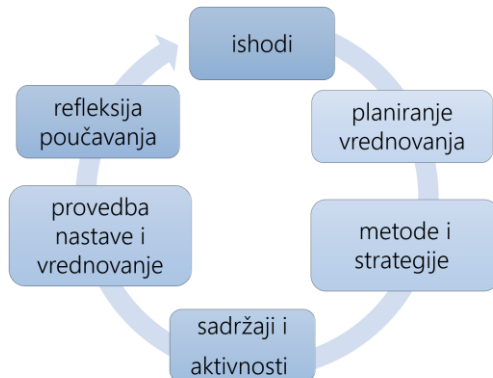 ishodi
planiranje
vrednovanja
metode i
strategije
sadržaji i
aktivnosti
provedba
nastave i
vrednovanje
refleksija
poučavanja